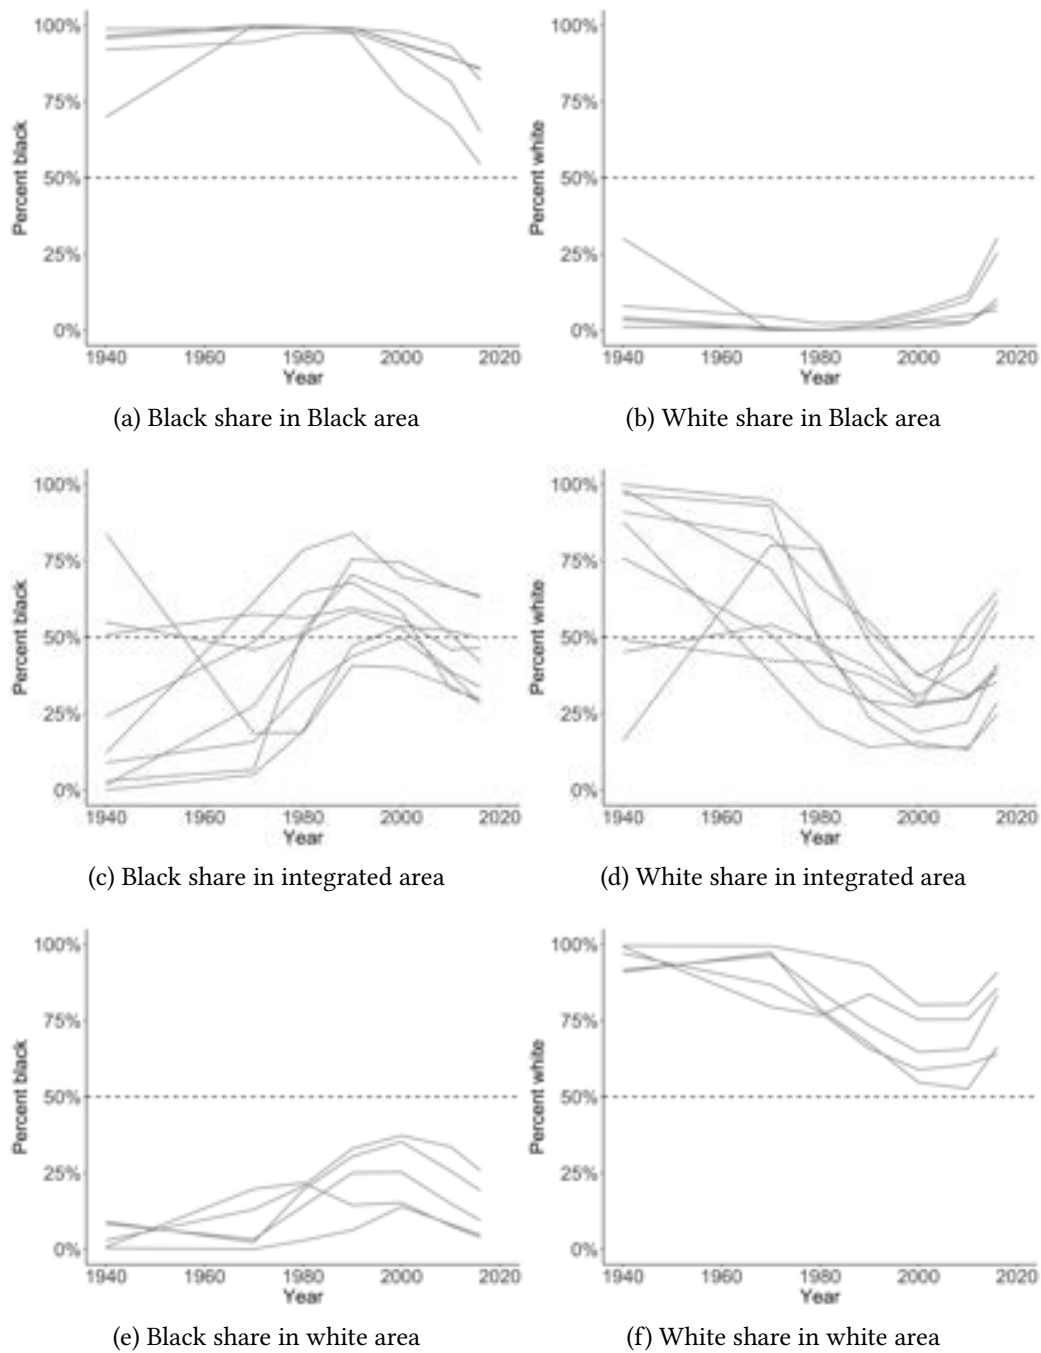 100%
75%
50%
25%
0%
Percent black
1940 1960 1980 2000 2020
Year
100%
75%
50%
25%
0%
Percent white
1940 1960 1980 2000 2020
Year
(a) Black share in Black area
(b) White share in Black area
100%
75%
50%
25%
0%
Percent black
1940 1960 1980 2000 2020
Year
100%
75%
50%
25%
0%
Percent white
1940 1960 1980 2000 2020
Year
(c) Black share in integrated area
(d) White share in integrated area
100%
75%
50%
25%
0%
Percent black
1940 1960 1980 2000 2020
Year
100%
75%
50%
25%
0%
Percent white
1940 1960 1980 2000 2020
Year
(e) Black share in white area
(f) White share in white area